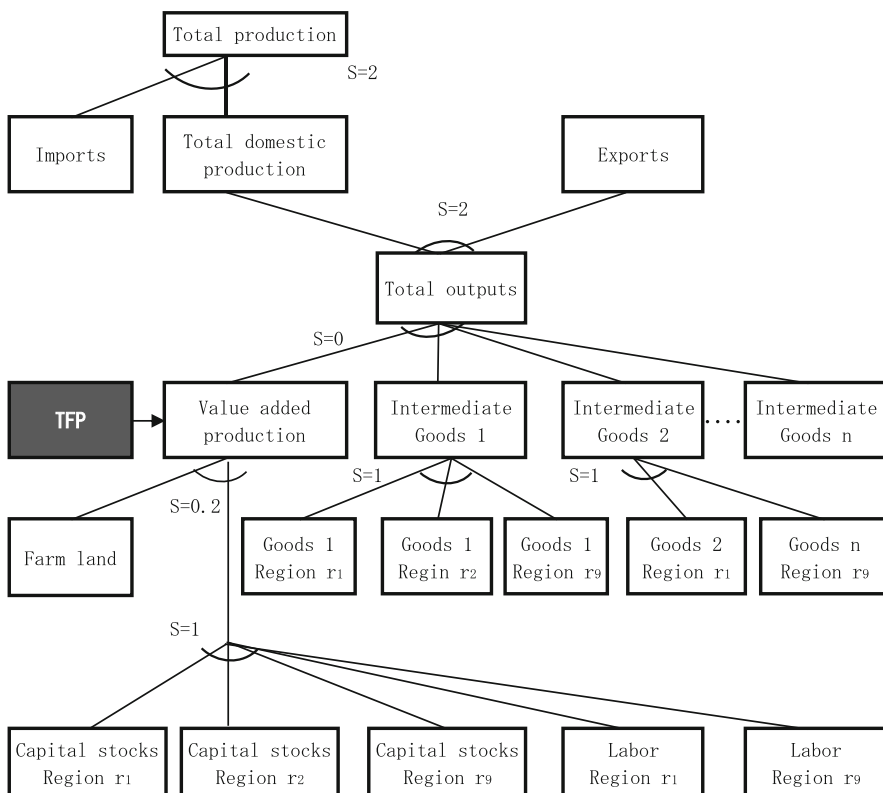 Total production
S=2
Imports
Total domestic
production
Exports
S=2
Total outputs
S=0
TFP
Value added
production
Intermediate
Goods 1
Intermediate
Goods 2
....
Intermediate
Goods n
S=0.2
S=1
S=1
Farm land
Goods 1
Region r1
Goods 1
Regin r2
Goods 1
Region r9
Goods 2
Region r1
Goods n
Region r9
S=1
Capital stocks
Region r1
Capital stocks
Region r2
Capital stocks
Region r9
Labor
Region r1
Labor
Region r9